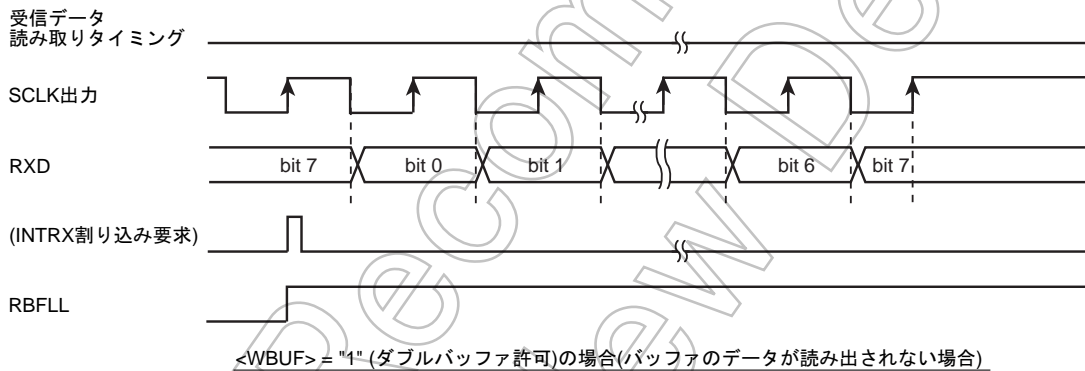 受信データ
読み取りタイミング
SCLK出力
RXD bit 7 bit 0 bit 1 bit 6 bit 7
(INTRX割り込み要求)
RBFLL
<WBUF> = "1" (ダブルバッファ許可)の場合(バッファのデータが読み出されない場合)